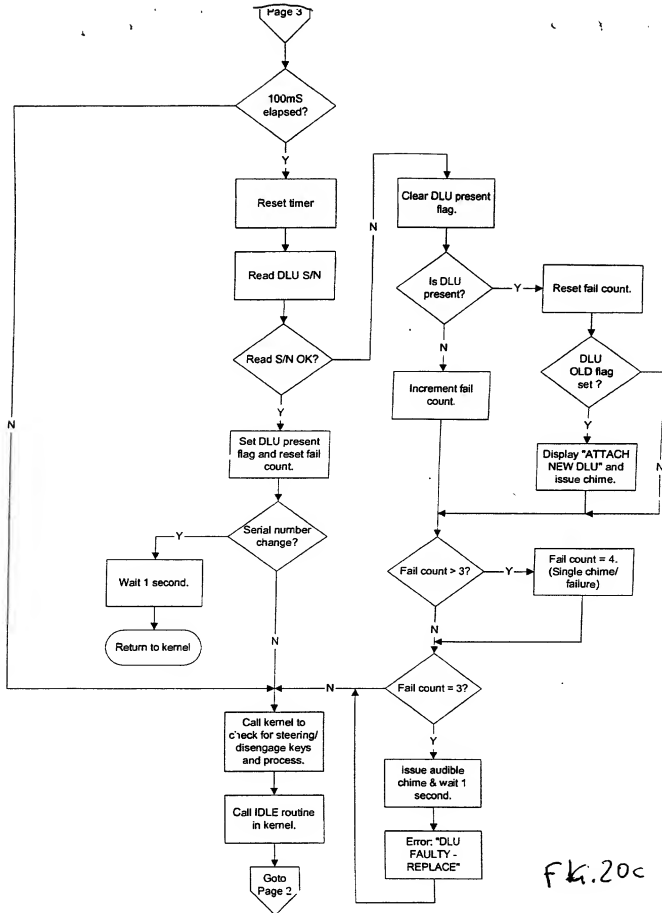 Page 3
100mS
elapsed?
Y
Reset timer
Read DLU S/N
Read S/N OK?
N
Y
Set DLU present
flag and reset fail
count.
Serial number
change?
Y
Wait 1 second.
Return to kernel
N
N
Call kernel to
check for steering/
disengage keys
and process.
Call IDLE routine
in kernel.
Goto
Page 2
Clear DLU present
flag.
Is DLU
present?
Y
Reset fail count.
N
Increment fail
count.
DLU
OLD flag
set ?
Y
N
Display "ATTACH
NEW DLU" and
issue chime.
Fail count > 3?
Y
Fail count = 4.
(Single chime/
failure)
N
Fail count = 3?
N
Y
Issue audible
chime & wait 1
second.
Error: "DLU
FAULTY -
REPLACE"
FIG. 20c